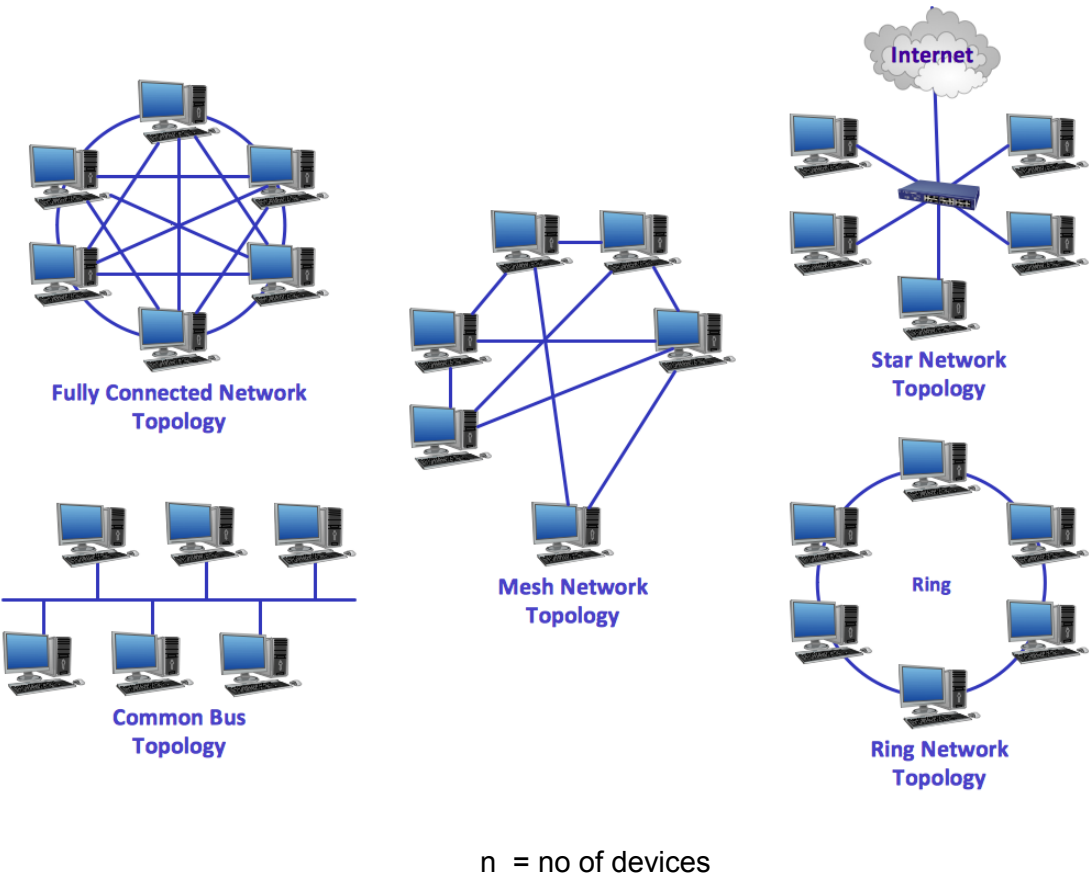 Internet
Fully Connected Network
Topology
Star Network
Topology
Mesh Network
Topology
Common Bus
Topology
Ring
Ring Network
Topology
n = no of devices